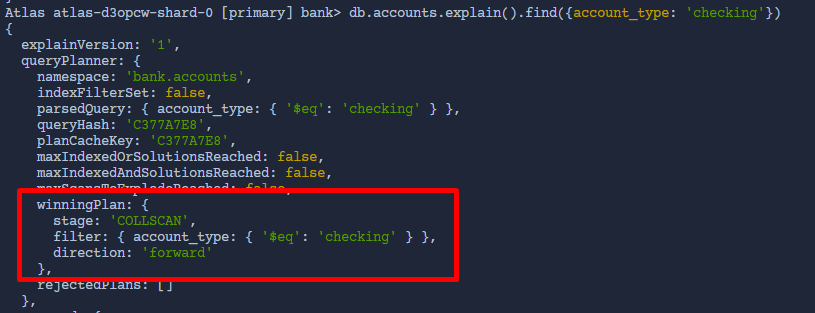 Atlas atlas-d3opcw-shard-0 [primary] bank> db.accounts.explain().find({account_type: 'checking'})
{
  explainVersion: '1',
  queryPlanner: {
    namespace: 'bank.accounts',
    indexFilterSet: false,
    parsedQuery: { account_type: { '$eq': 'checking' } },
    queryHash: 'C377A7E8',
    planCacheKey: 'C377A7E8',
    maxIndexedOrSolutionsReached: false,
    maxIndexedAndSolutionsReached: false,
    maxScansToExplodeReached: false,
    winningPlan: {
      stage: 'COLLSCAN',
      filter: { account_type: { '$eq': 'checking' } },
      direction: 'forward'
    },
    rejectedPlans: []
  },